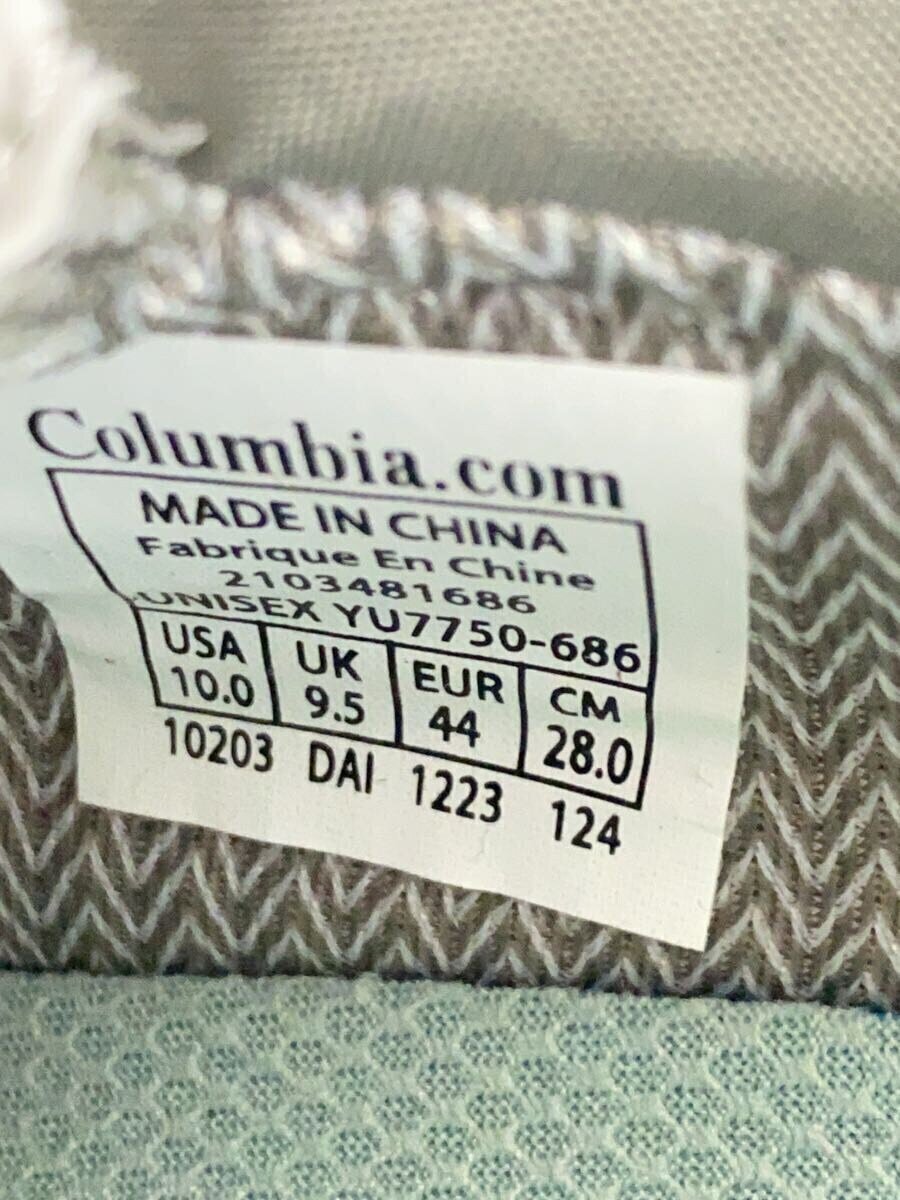 Columbia.com
MADE IN CHINA
Fabrique En Chine
2103481686
UNISEX YU7750-686
USA UK EUR CM
10.0 9.5 44 28.0
10203 DAI 1223 124